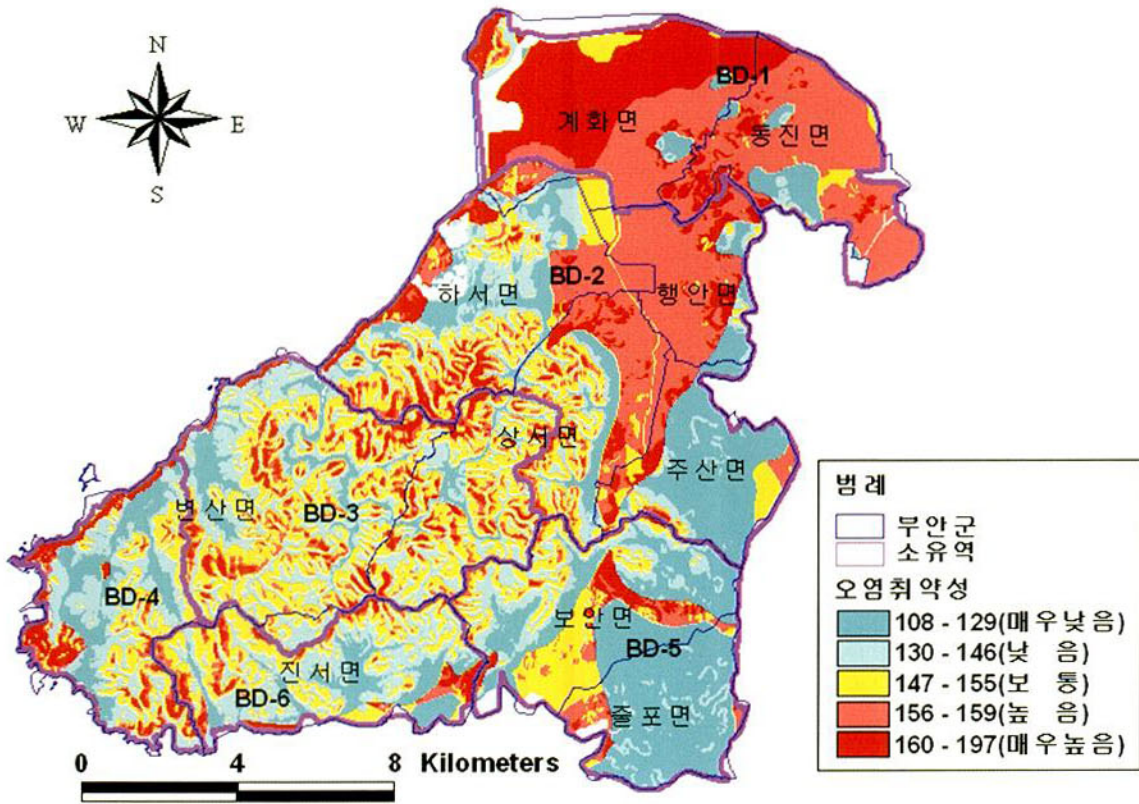 N
W E
S
BD-1
계화면
동진면
BD-2
하서면
행안면
상서면
주산면
변산면
BD-3
BD-4
보안면
BD-5
진서면
BD-6
줄포면
0 4 8 Kilometers
범례
부안군
소유역
오염취약성
108 - 129(매우낮음)
130 - 146(낮 음)
147 - 155(보 통)
156 - 159(높 음)
160 - 197(매우높음)